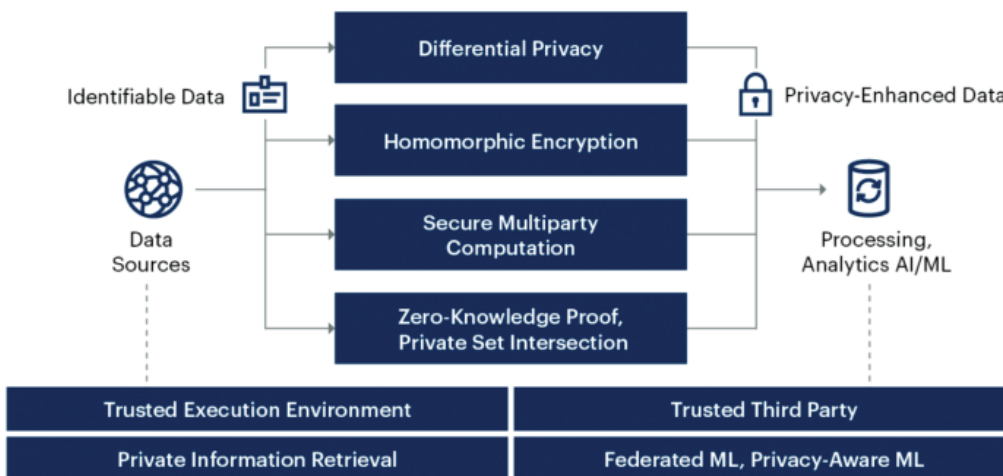 Differential Privacy
Identifiable Data
Privacy-Enhanced Data
Homomorphic Encryption
Data
Sources
Secure Multiparty
Computation
Processing,
Analytics AI/ML
Zero-Knowledge Proof,
Private Set Intersection
Trusted Execution Environment
Trusted Third Party
Private Information Retrieval
Federated ML, Privacy-Aware ML